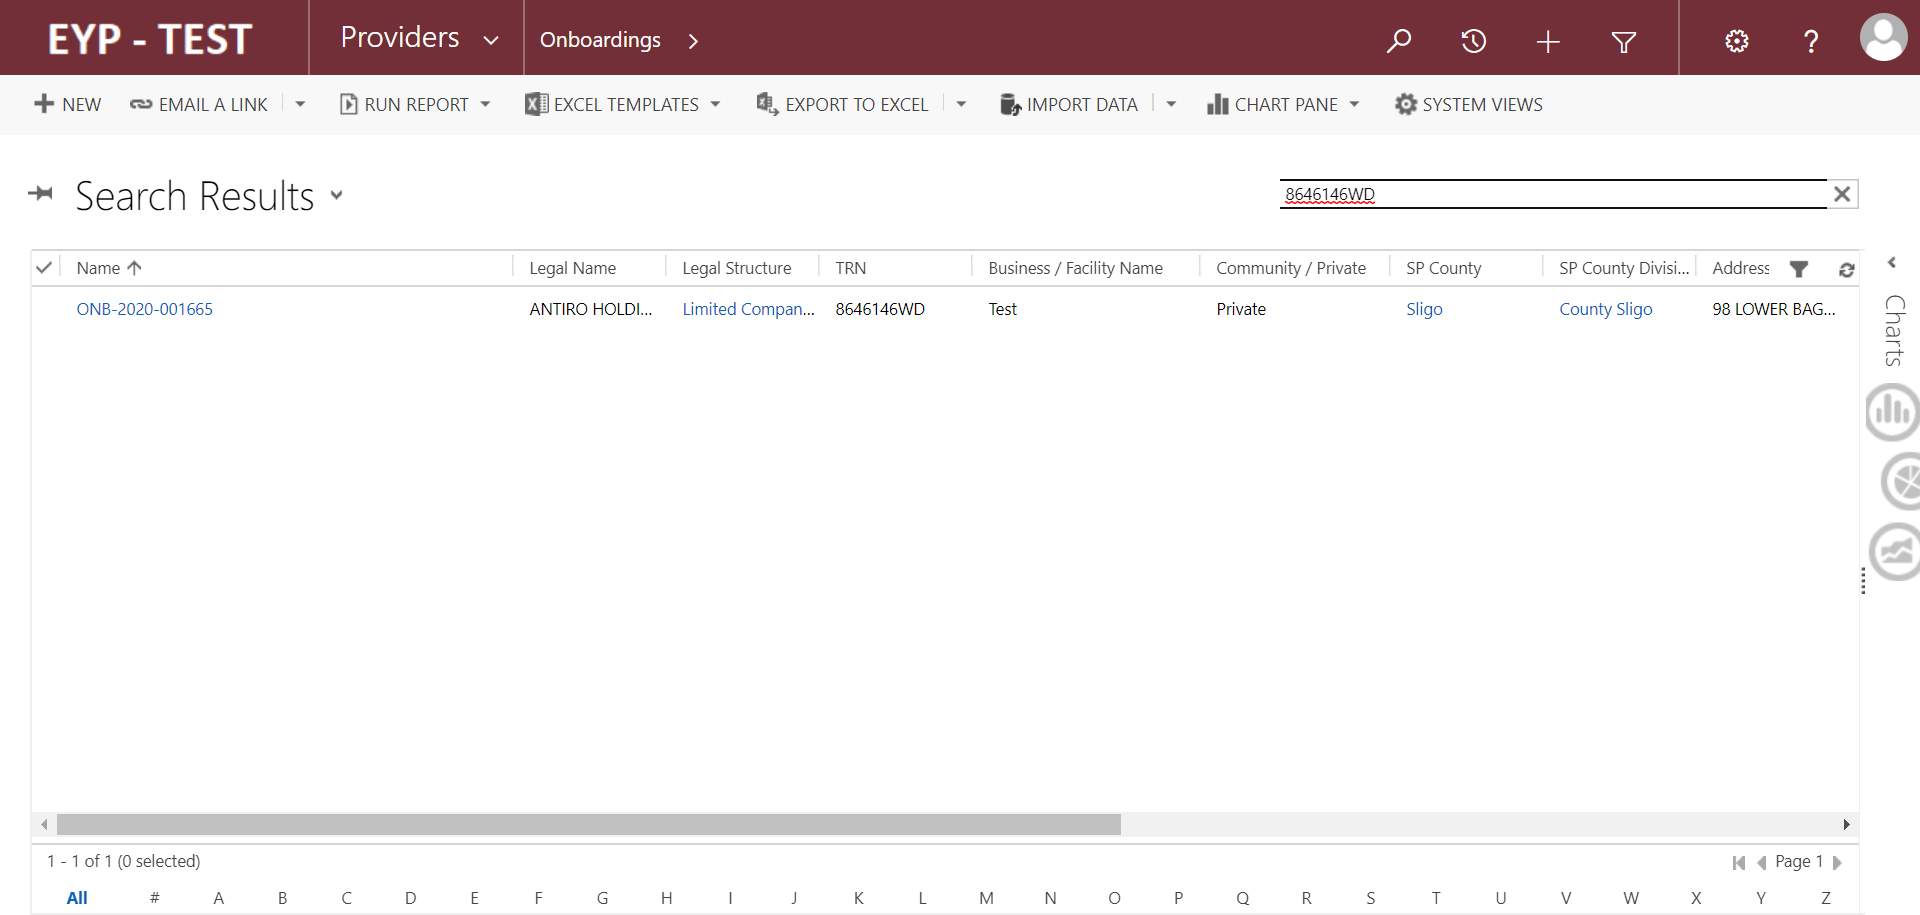 EYP - TEST Providers Onboardings
NEW EMAIL A LINK RUN REPORT EXCEL TEMPLATES EXPORT TO EXCEL IMPORT DATA CHART PANE SYSTEM VIEWS
Search Results 8646146WD
Name Legal Name Legal Structure TRN Business / Facility Name Community / Private SP County SP County Divisi... Address
ONB-2020-001665 ANTIRO HOLDI... Limited Compan... 8646146WD Test Private Sligo County Sligo 98 LOWER BAG...
Charts
1 - 1 of 1 (0 selected) Page 1
All # A B C D E F G H I J K L M N O P Q R S T U V W X Y Z